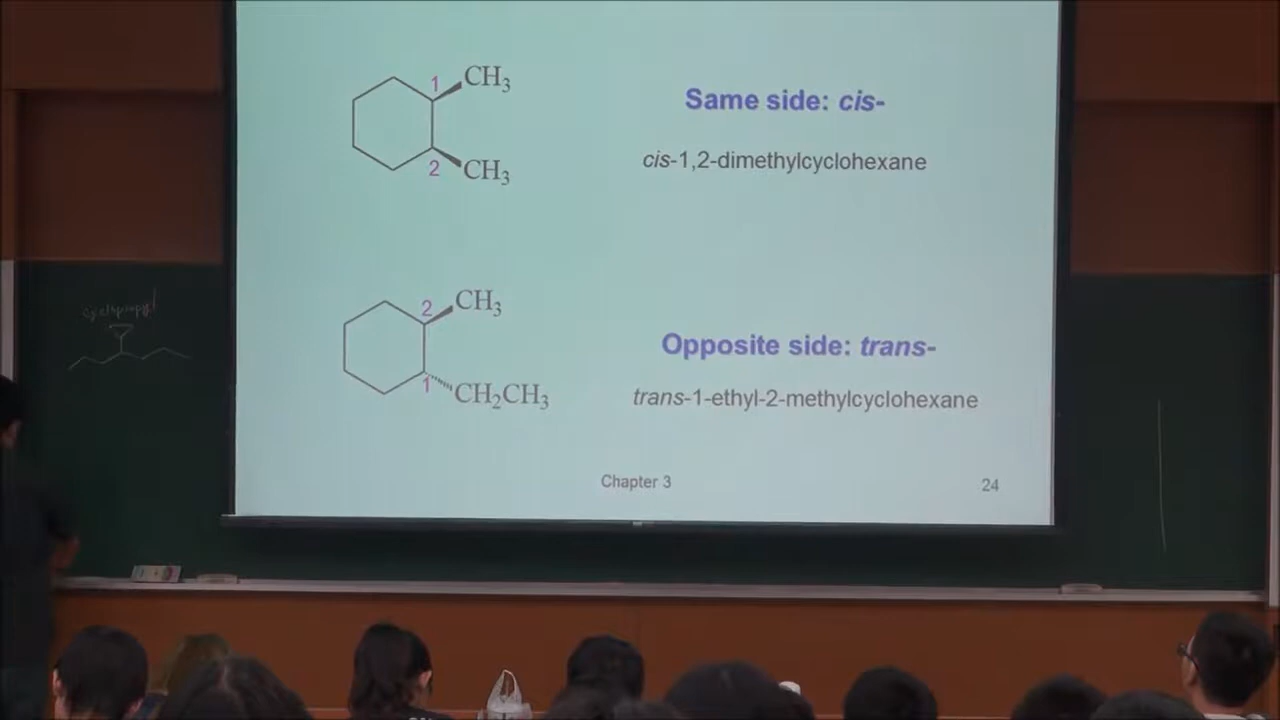 1 CH₃
Same side: cis-
cis-1,2-dimethylcyclohexane
2 CH₃
2 CH₃
Opposite side: trans-
1 CH₂CH₃
trans-1-ethyl-2-methylcyclohexane
Chapter 3
24
cyclopropyl